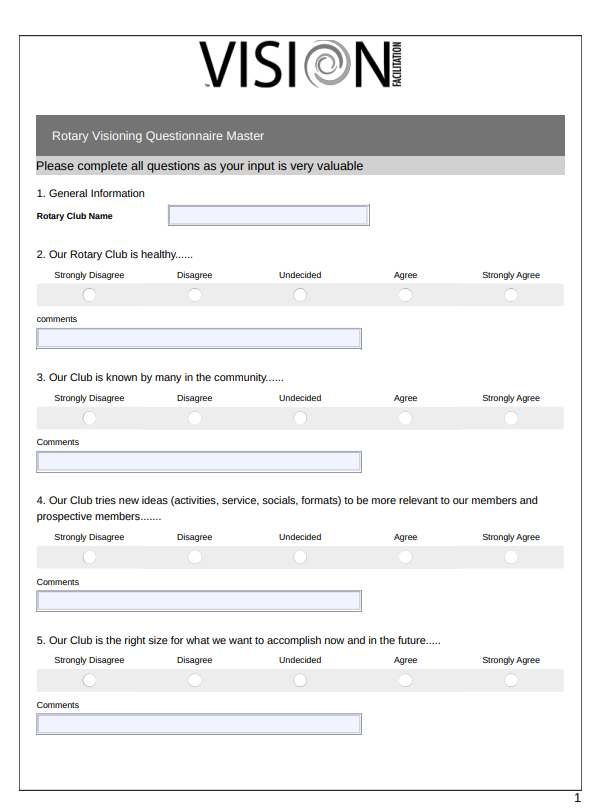 VISION
FACILITATION
™
Rotary Visioning Questionnaire Master
Please complete all questions as your input is very valuable
1. General Information
Rotary Club Name
2. Our Rotary Club is healthy......
Strongly Disagree Disagree Undecided Agree Strongly Agree
comments
3. Our Club is known by many in the community......
Strongly Disagree Disagree Undecided Agree Strongly Agree
Comments
4. Our Club tries new ideas (activities, service, socials, formats) to be more relevant to our members and
prospective members.......
Strongly Disagree Disagree Undecided Agree Strongly Agree
Comments
5. Our Club is the right size for what we want to accomplish now and in the future.....
Strongly Disagree Disagree Undecided Agree Strongly Agree
Comments
1